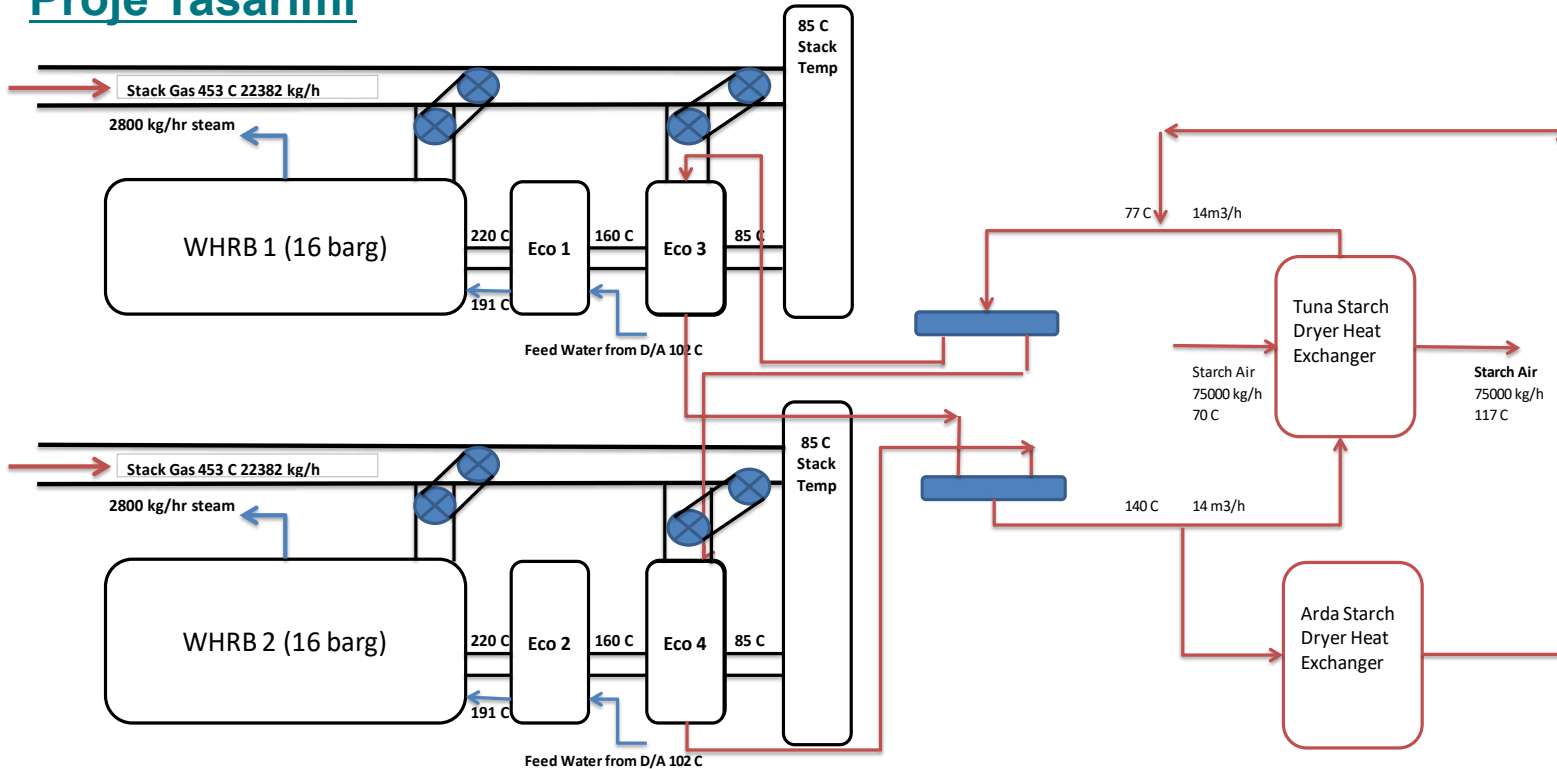 Proje Tasarımı
85 C
Stack
Temp
Stack Gas 453 C 22382 kg/h
2800 kg/hr steam
WHRB 1 (16 barg)
220 C
Eco 1
160 C
Eco 3
85 C
191 C
Feed Water from D/A 102 C
77 C
14m3/h
Tuna Starch
Dryer Heat
Exchanger
Starch Air
75000 kg/h
70 C
Starch Air
75000 kg/h
117 C
85 C
Stack
Temp
Stack Gas 453 C 22382 kg/h
2800 kg/hr steam
140 C
14 m3/h
WHRB 2 (16 barg)
220 C
Eco 2
160 C
Eco 4
85 C
191 C
Feed Water from D/A 102 C
Arda Starch
Dryer Heat
Exchanger